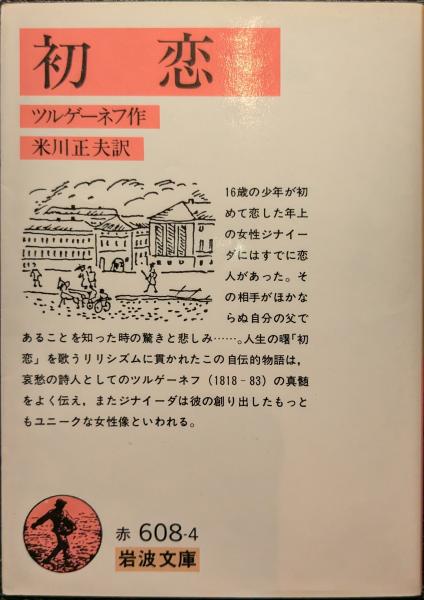 初 恋
ツルゲーネフ作
米川正夫訳
16歳の少年が初
めて恋した年上
の女性ジナイー
ダにはすでに恋
人があった。そ
の相手がほかな
らぬ自分の父で
あることを知った時の驚きと悲しみ……。人生の曙「初
恋」を歌うリリシズムに貫かれたこの自伝的物語は,
哀愁の詩人としてのツルゲーネフ(1818-83)の真髄
をよく伝え,またジナイーダは彼の創り出したもっと
もユニークな女性像といわれる。
赤 608-4
岩波文庫